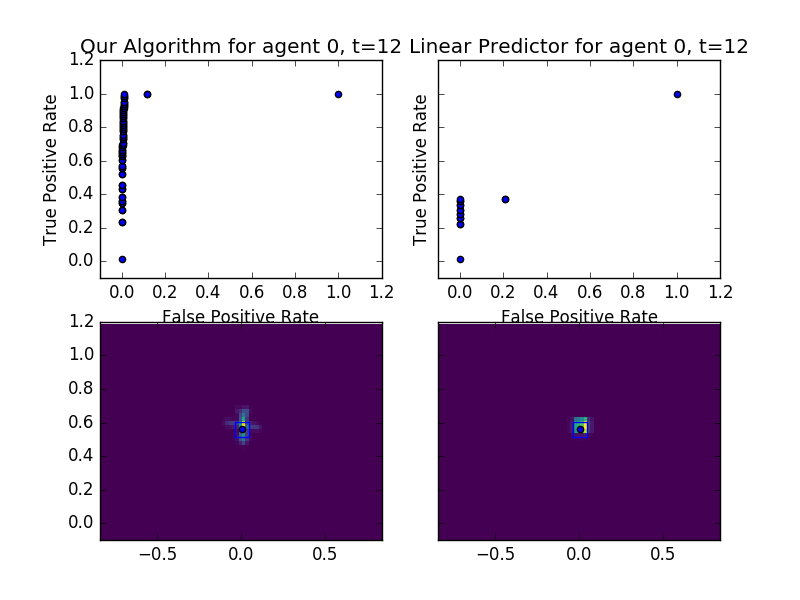 Our Algorithm for agent 0, t=12 Linear Predictor for agent 0, t=12
1.2
1.0
0.8
0.6
0.4
0.2
0.0
True Positive Rate
True Positive Rate
0.0 0.2 0.4 0.6 0.8 1.0 1.2
0.0 0.2 0.4 0.6 0.8 1.0 1.2
False Positive Rate
False Positive Rate
1.2
1.0
0.8
0.6
0.4
0.2
0.0
−0.5 0.0 0.5
−0.5 0.0 0.5